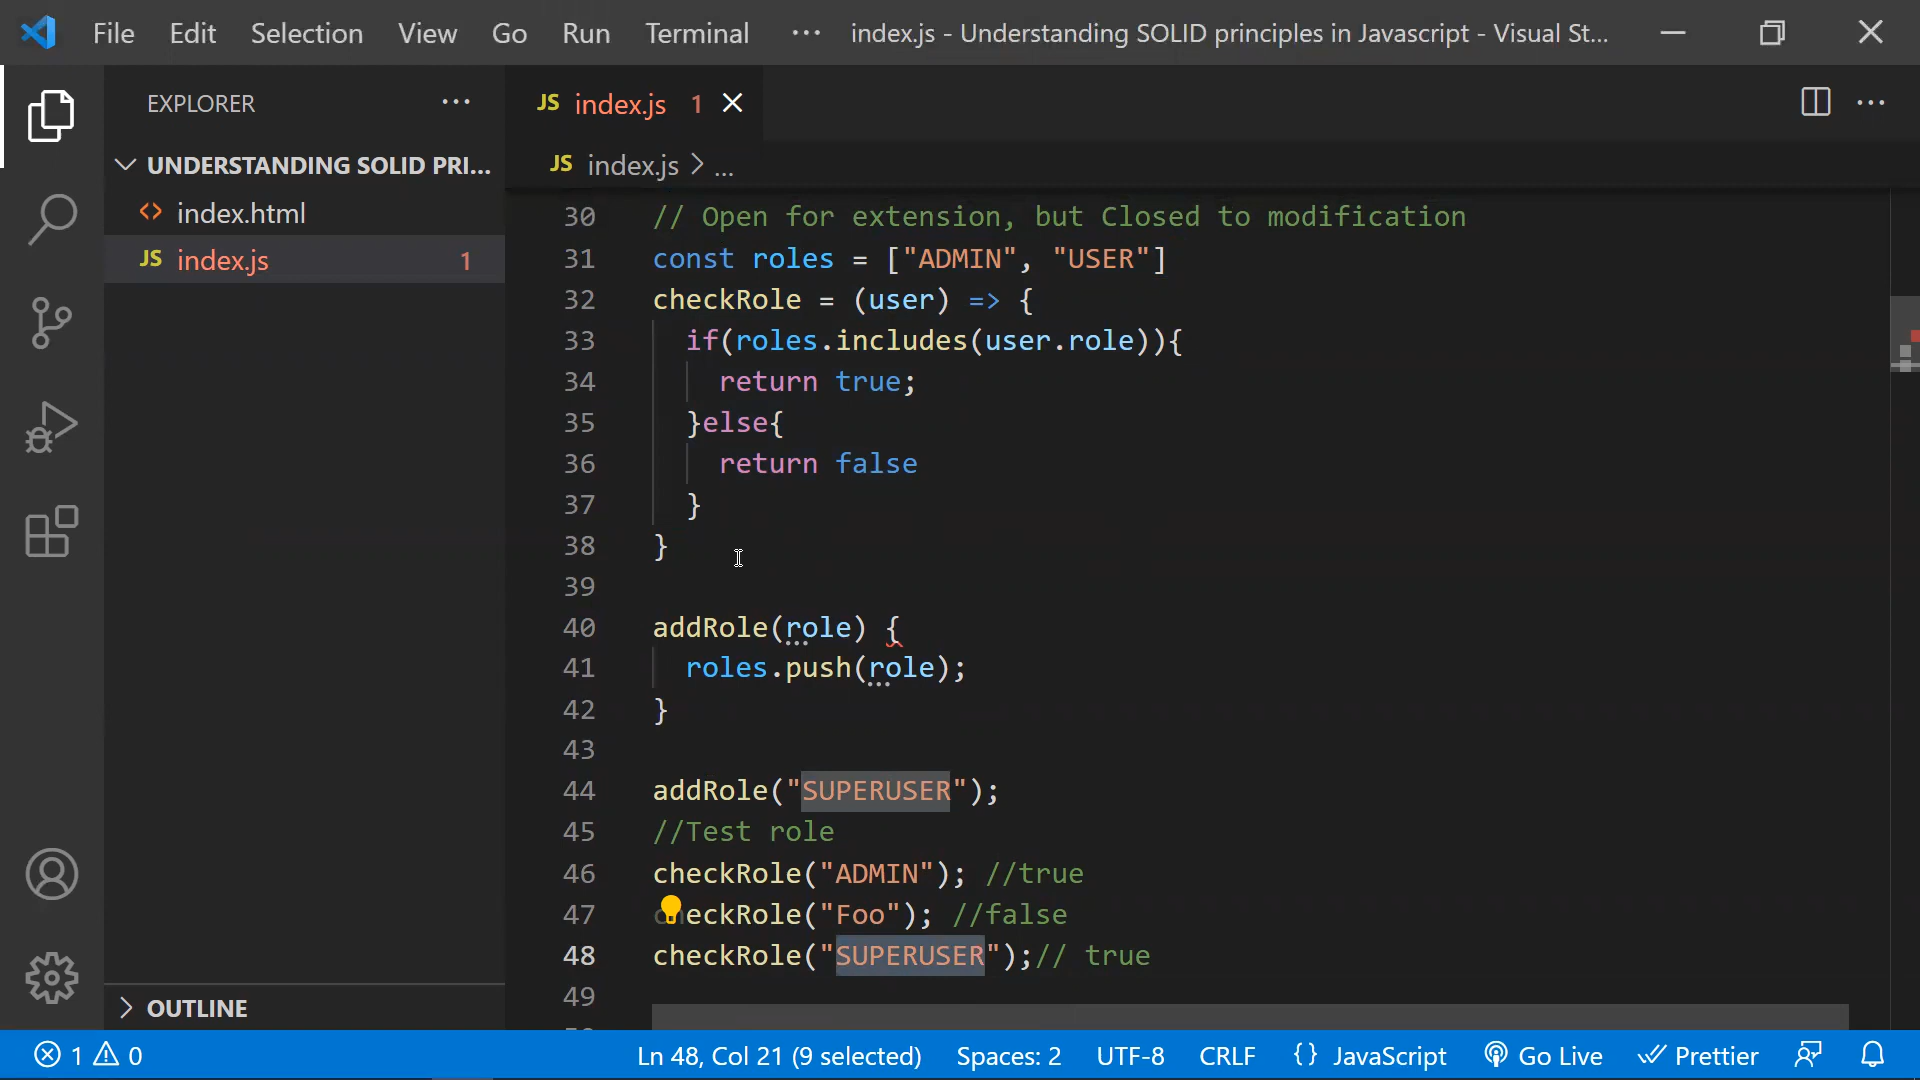 File Edit Selection View Go Run Terminal ··· index.js - Understanding SOLID principles in Javascript - Visual St...
EXPLORER ···
UNDERSTANDING SOLID PRI...
<> index.html
JS index.js 1
OUTLINE
JS index.js 1
JS index.js > ...
30 // Open for extension, but Closed to modification
31 const roles = ["ADMIN", "USER"]
32 checkRole = (user) => {
33 if(roles.includes(user.role)){
34 return true;
35 }else{
36 return false
37 }
38 }
39
40 addRole(role) {
41 roles.push(role);
42 }
43
44 addRole("SUPERUSER");
45 //Test role
46 checkRole("ADMIN"); //true
47 checkRole("Foo"); //false
48 checkRole("SUPERUSER");// true
49
1 0 Ln 48, Col 21 (9 selected) Spaces: 2 UTF-8 CRLF {} JavaScript Go Live Prettier